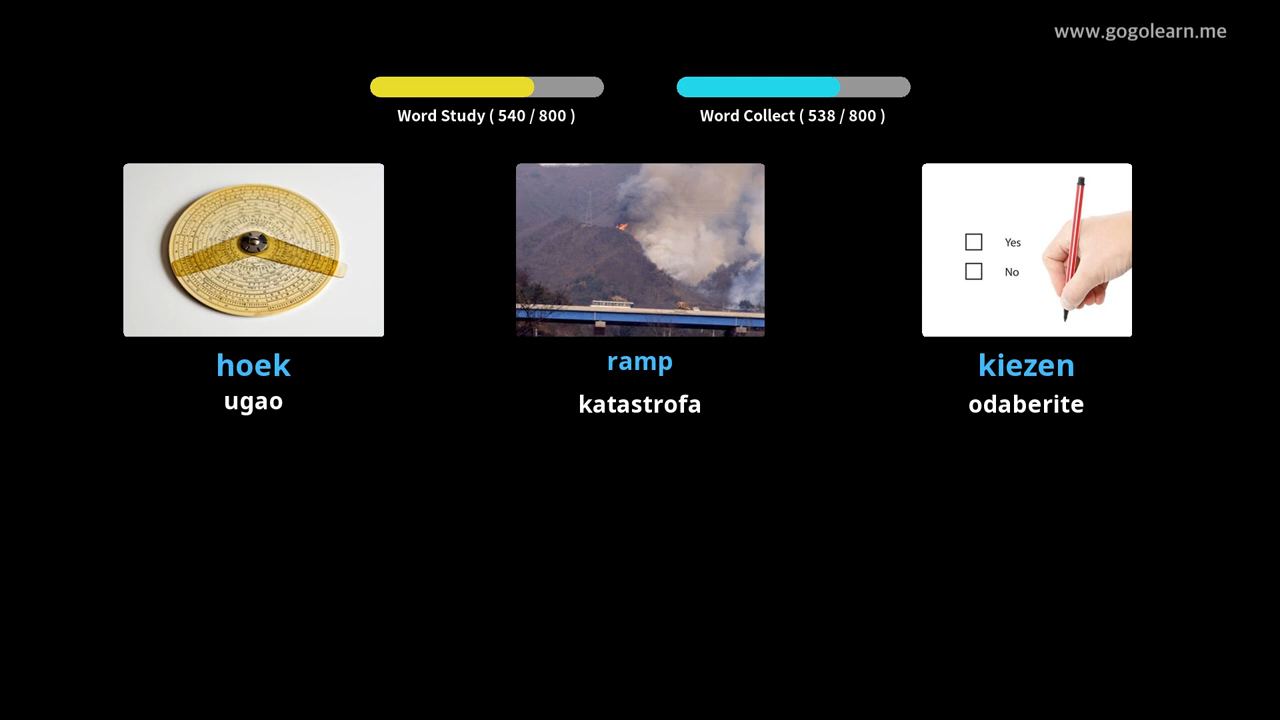 www.gogolearn.me
Word Study ( 540 / 800 )
Word Collect ( 538 / 800 )
Yes
No
hoek
ramp
kiezen
ugao
katastrofa
odaberite